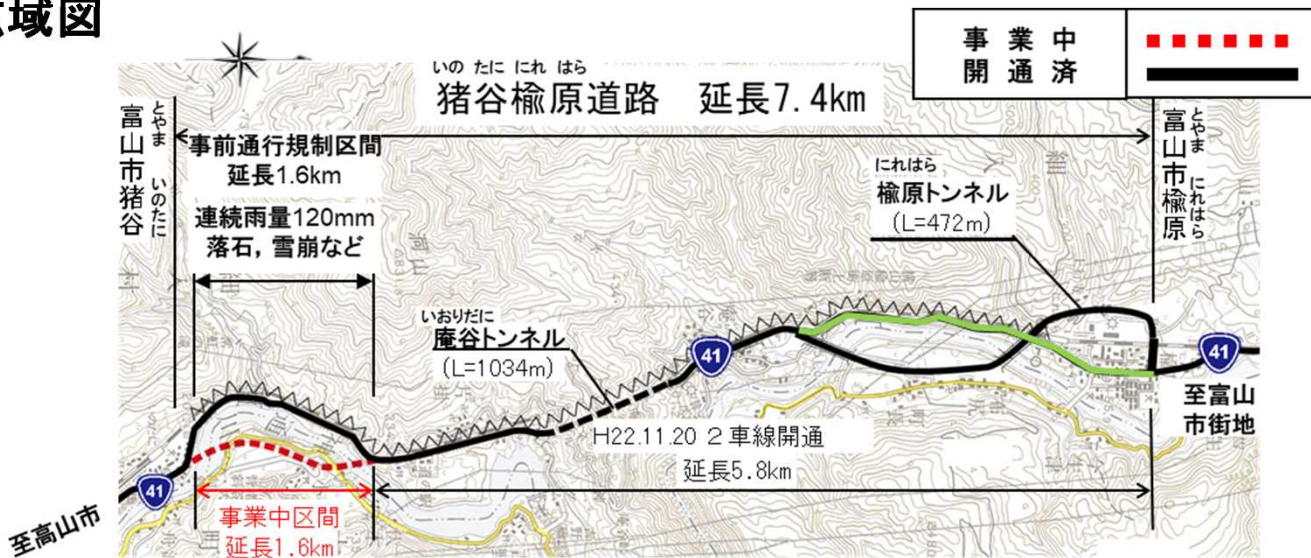 域図
事業中
開通済
いのたににれはら
猪谷楡原道路　延長7.4km
とやま いのたに
富山市猪谷
事前通行規制区間
延長1.6km
連続雨量120mm
落石，雪崩など
にれはら
楡原トンネル
(L=472m)
とやま にれはら
富山市楡原
いおりだに
庵谷トンネル
(L=1034m)
41
41
至富山
市街地
H22.11.20 ２車線開通
延長5.8km
41
至高山市
事業中区間
延長1.6km